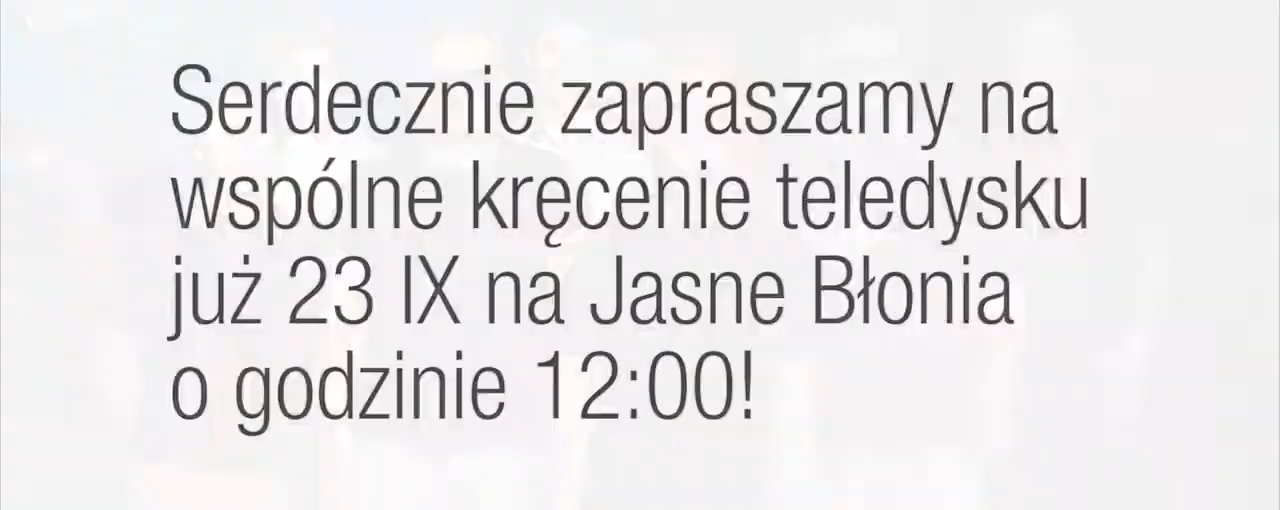 Serdecznie zapraszamy na
wspólne kręcenie teledysku
już 23 IX na Jasne Błonia
o godzinie 12:00!